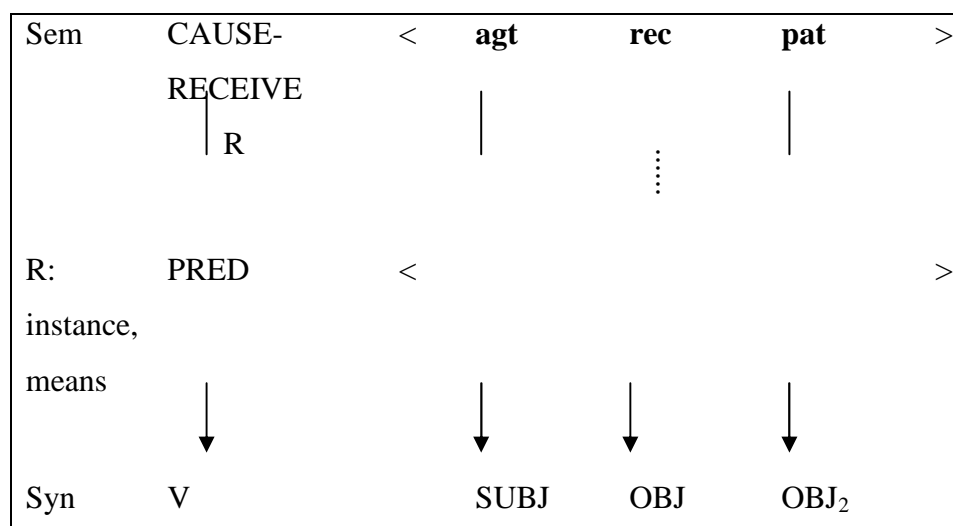 Sem CAUSE- < agt rec pat >
RECEIVE
R
R: PRED < >
instance,
means
Syn V SUBJ OBJ OBJ₂